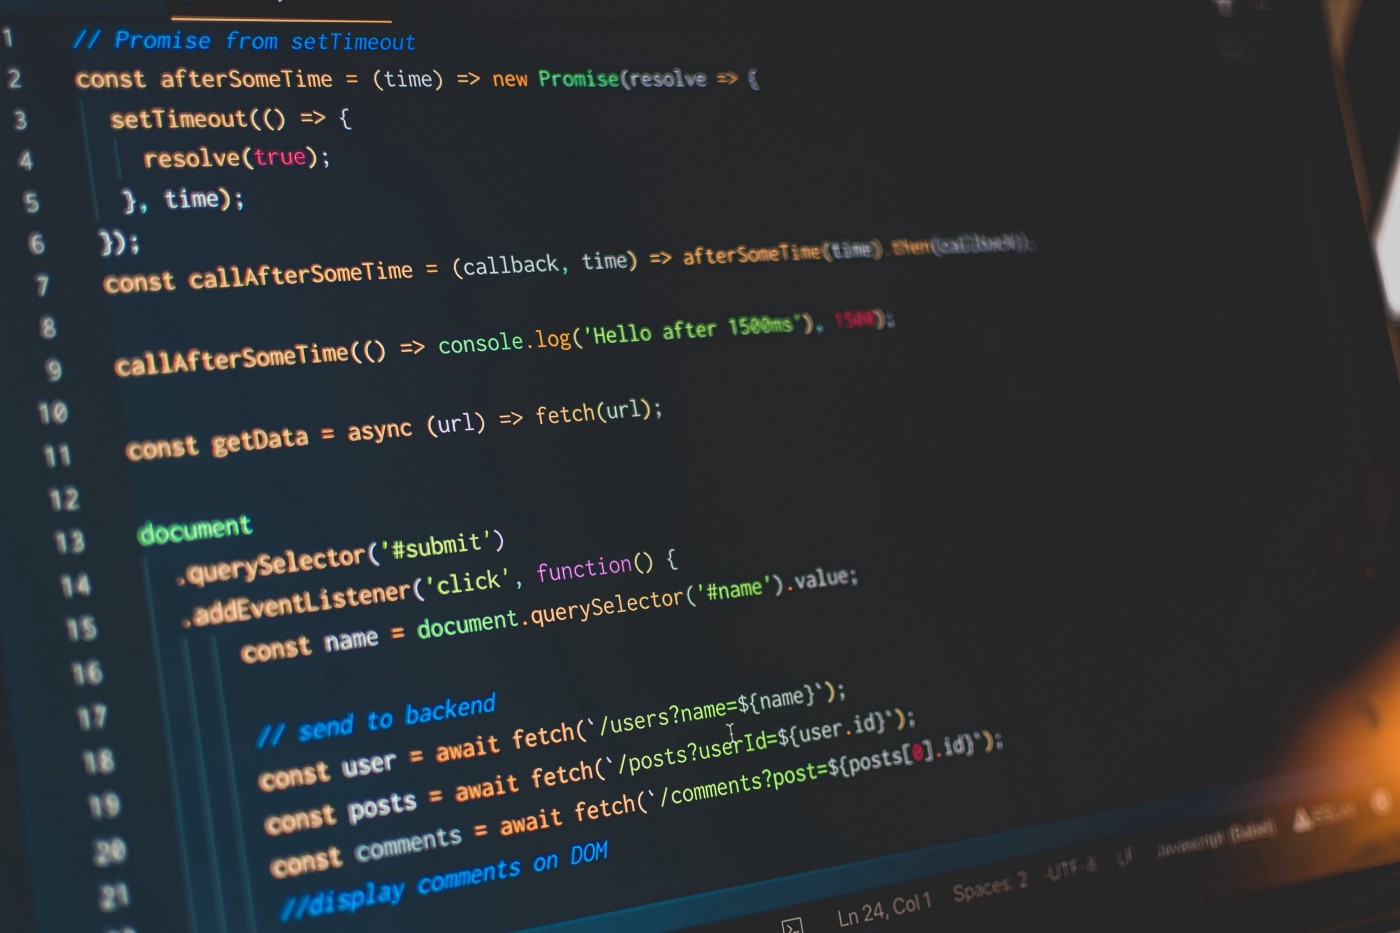 1 // Promise from setTimeout
2 const afterSomeTime = (time) => new Promise(resolve => {
3 setTimeout(() => {
4 resolve(true);
5 }, time);
6 });
7 const callAfterSomeTime = (callback, time) => afterSomeTime(time).then(callback);
8
9 callAfterSomeTime(() => console.log('Hello after 1500ms'), 1500);
10
11 const getData = async (url) => fetch(url);
12
13 document
14 .querySelector('#submit')
15 .addEventListener('click', function() {
16 const name = document.querySelector('#name').value;
17
18 // send to backend
19 const user = await fetch(`/users?name=${name}`);
20 const posts = await fetch(`/posts?userId=${user.id}`);
21 const comments = await fetch(`/comments?post=${posts[0].id}`);
//display comments on DOM
Ln 24, Col 1 Spaces: 2 UTF-8 LF Javascript (Babel)